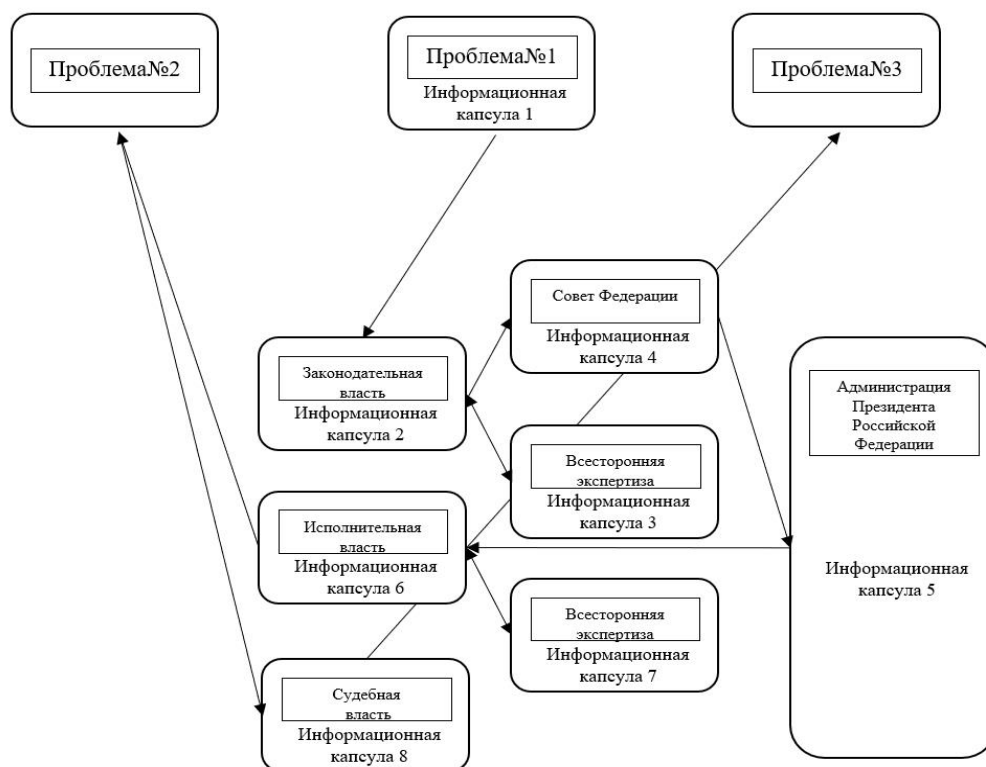 Проблема№2
Проблема№1
Информационная
капсула 1
Проблема№3
Совет Федерации
Информационная
капсула 4
Законодательная
власть
Информационная
капсула 2
Администрация
Президента
Российской
Федерации
Информационная
капсула 5
Всесторонняя
экспертиза
Информационная
капсула 3
Исполнительная
власть
Информационная
капсула 6
Всесторонняя
экспертиза
Информационная
капсула 7
Судебная
власть
Информационная
капсула 8